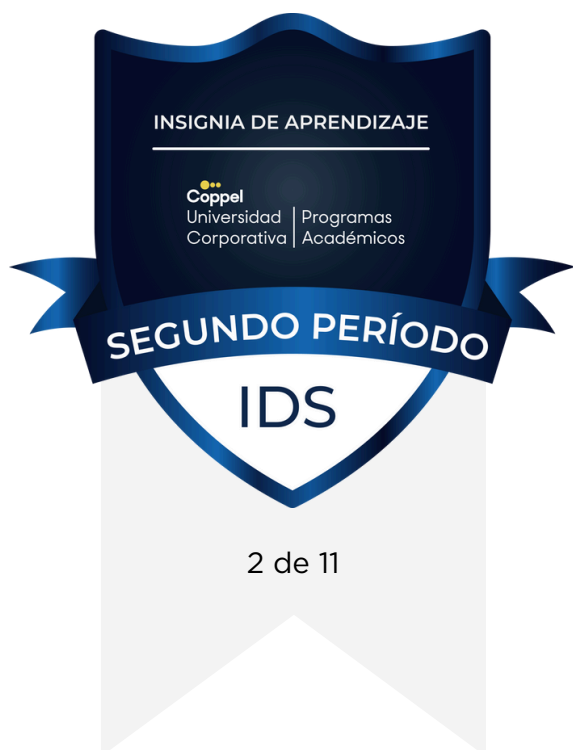 INSIGNIA DE APRENDIZAJE
Coppel
Universidad | Programas
Corporativa | Académicos
SEGUNDO PERÍODO
IDS
2 de 11